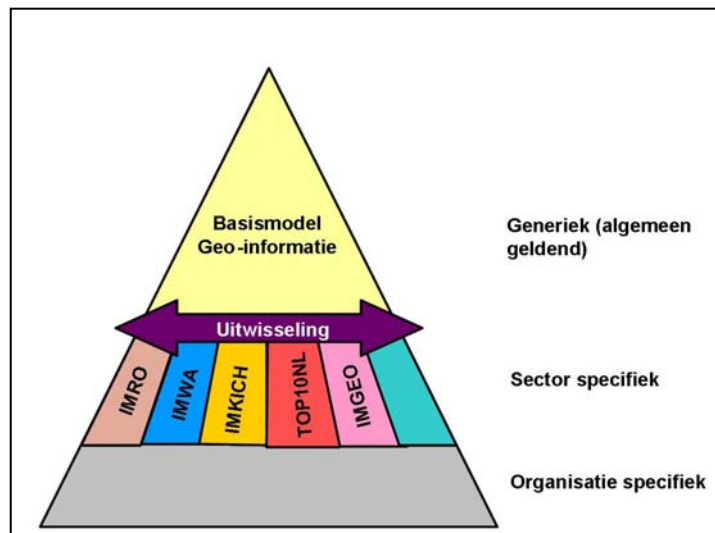 Basismodel
Geo-informatie
Generiek (algemeen
geldend)
Uitwisseling
IMRO
IMWA
IMKICH
TOP10NL
IMGEO
Sector specifiek
Organisatie specifiek